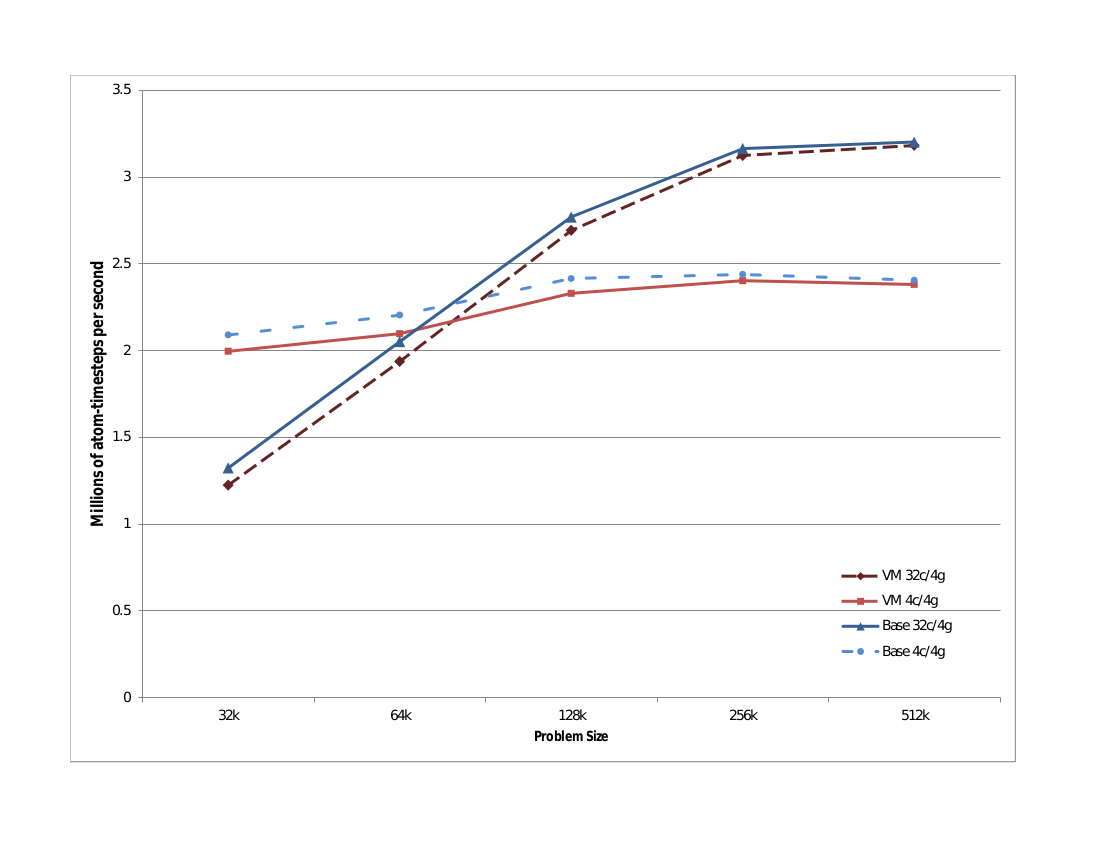 3.5
3
2.5
2
1.5
1
0.5
0
Millions of atom-timesteps per second
VM 32c/4g
VM 4c/4g
Base 32c/4g
Base 4c/4g
32k 64k 128k 256k 512k
Problem Size